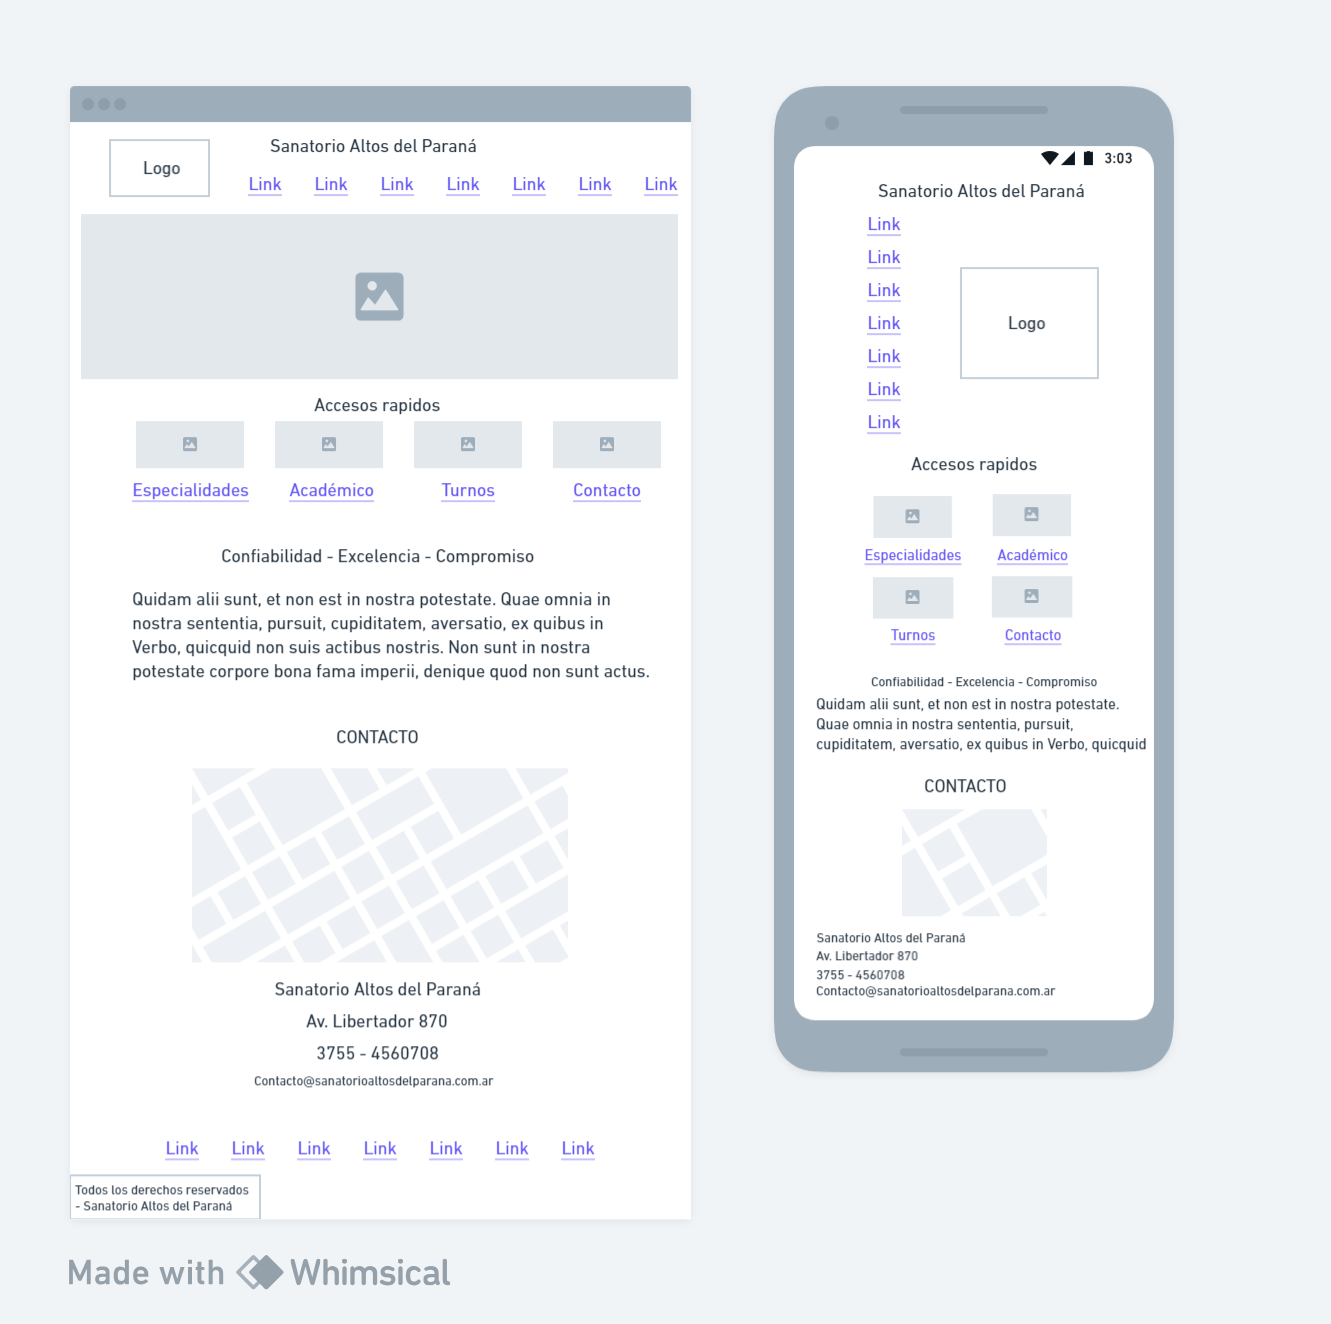 Sanatorio Altos del Paraná
Logo
Link Link Link Link Link Link Link
Accesos rapidos
Especialidades Académico Turnos Contacto
Confiabilidad - Excelencia - Compromiso
Quidam alii sunt, et non est in nostra potestate. Quae omnia in
nostra sententia, pursuit, cupiditatem, aversatio, ex quibus in
Verbo, quicquid non suis actibus nostris. Non sunt in nostra
potestate corpore bona fama imperii, denique quod non sunt actus.
CONTACTO
Sanatorio Altos del Paraná
Av. Libertador 870
3755 - 4560708
Contacto@sanatorioaltosdelparana.com.ar
Link Link Link Link Link Link Link
Todos los derechos reservados
- Sanatorio Altos del Paraná
3:03
Sanatorio Altos del Paraná
Link
Link
Link
Link
Link
Link
Link
Logo
Accesos rapidos
Especialidades Académico
Turnos Contacto
Confiabilidad - Excelencia - Compromiso
Quidam alii sunt, et non est in nostra potestate.
Quae omnia in nostra sententia, pursuit,
cupiditatem, aversatio, ex quibus in Verbo, quicquid
CONTACTO
Sanatorio Altos del Paraná
Av. Libertador 870
3755 - 4560708
Contacto@sanatorioaltosdelparana.com.ar
Made with Whimsical